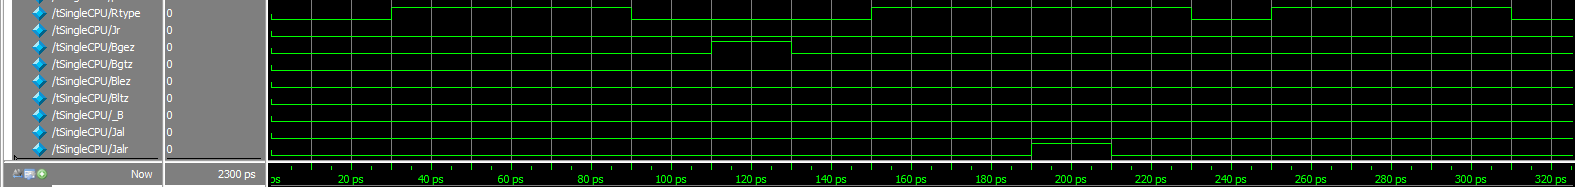 /tSingleCPU/Rtype 0
/tSingleCPU/Jr 0
/tSingleCPU/Bgez 0
/tSingleCPU/Bgtz 0
/tSingleCPU/Blez 0
/tSingleCPU/Bltz 0
/tSingleCPU/_B 0
/tSingleCPU/Jal 0
/tSingleCPU/Jalr 0
Now 2300 ps ps 20 ps 40 ps 60 ps 80 ps 100 ps 120 ps 140 ps 160 ps 180 ps 200 ps 220 ps 240 ps 260 ps 280 ps 300 ps 320 ps